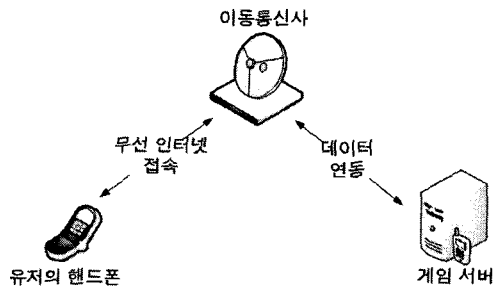 이동통신사
무선 인터넷
접속
데이터
연동
유저의 핸드폰
게임 서버